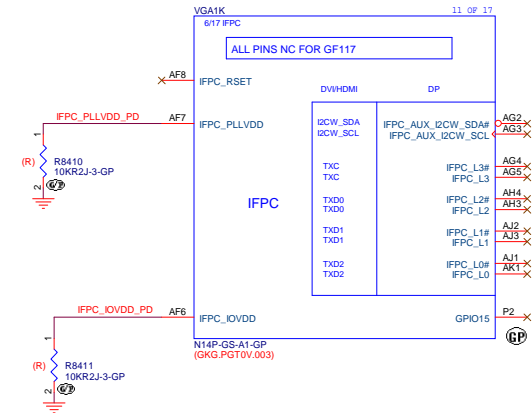 VGA1K
11 OF 17
6/17 IFPC
ALL PINS NC FOR GF117
AF8
IFPC_RSET
DVI/HDMI
DP
IFPC_PLLVDD_PD
AF7
IFPC_PLLVDD
I2CW_SDA
I2CW_SCL
IFPC_AUX_I2CW_SDA#
IFPC_AUX_I2CW_SCL
AG2
AG3
1
(R)
R8410
10KR2J-3-GP
2
G/P
TXC
TXC
IFPC_L3#
IFPC_L3
AG4
AG5
TXD0
TXD0
IFPC_L2#
IFPC_L2
AH4
AH3
IFPC
TXD1
TXD1
IFPC_L1#
IFPC_L1
AJ2
AJ3
TXD2
TXD2
IFPC_L0#
IFPC_L0
AJ1
AK1
IFPC_IOVDD_PD
AF6
IFPC_IOVDD
GPIO15
P2
GP
N14P-GS-A1-GP
(GKG.PGT0V.003)
1
(R)
R8411
10KR2J-3-GP
2
G/P